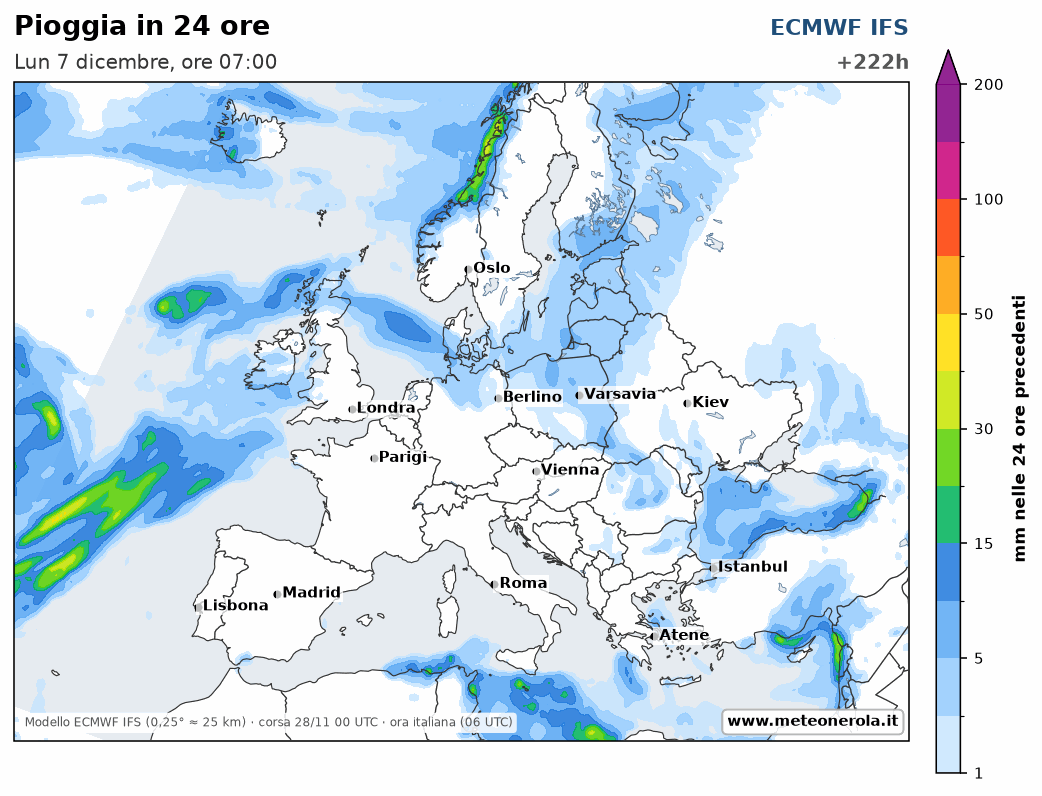 Pioggia in 24 ore
ECMWF IFS
Lun 7 dicembre, ore 07:00
+222h
200
100
50
30
15
5
1
mm nelle 24 ore precedenti
Oslo
Berlino
Varsavia
Kiev
Londra
Parigi
Vienna
Istanbul
Roma
Madrid
Lisbona
Atene
Modello ECMWF IFS (0,25° ≈ 25 km) · corsa 28/11 00 UTC · ora italiana (06 UTC)
www.meteonerola.it